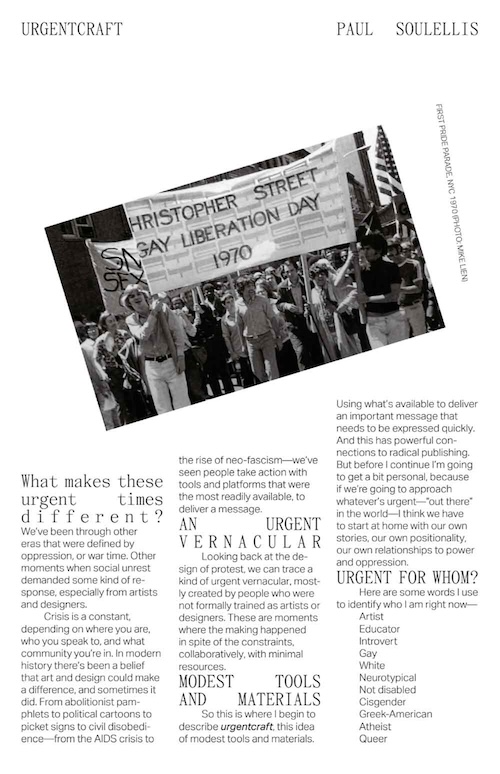 URGENTCRAFT
PAUL SOULELLIS
FIRST PRIDE PARADE, NYC 1970 (PHOTO: MIKE LIEN)
HRISTOPHER STREET
GAY LIBERATION DAY
1970
What makes these
urgent times
different?
We've been through other
eras that were defined by
oppression, or war time. Other
moments when social unrest
demanded some kind of re-
sponse, especially from artists
and designers.
Crisis is a constant,
depending on where you are,
who you speak to, and what
community you're in. In modern
history there's been a belief
that art and design could make
a difference, and sometimes it
did. From abolitionist pam-
phlets to political cartoons to
picket signs to civil disobedi-
ence—from the AIDS crisis to
the rise of neo-fascism—we've
seen people take action with
tools and platforms that were
the most readily available, to
deliver a message.
AN URGENT
VERNACULAR
Looking back at the de-
sign of protest, we can trace a
kind of urgent vernacular, most-
ly created by people who were
not formally trained as artists or
designers. These are moments
where the making happened
in spite of the constraints,
collaboratively, with minimal
resources.
MODEST TOOLS
AND MATERIALS
So this is where I begin to
describe urgentcraft, this idea
of modest tools and materials.
Using what's available to deliver
an important message that
needs to be expressed quickly.
And this has powerful con-
nections to radical publishing.
But before I continue I'm going
to get a bit personal, because
if we're going to approach
whatever's urgent—"out there"
in the world—I think we have
to start at home with our own
stories, our own positionality,
our own relationships to power
and oppression.
URGENT FOR WHOM?
Here are some words I use
to identify who I am right now—
Artist
Educator
Introvert
Gay
White
Neurotypical
Not disabled
Cisgender
Greek-American
Atheist
Queer